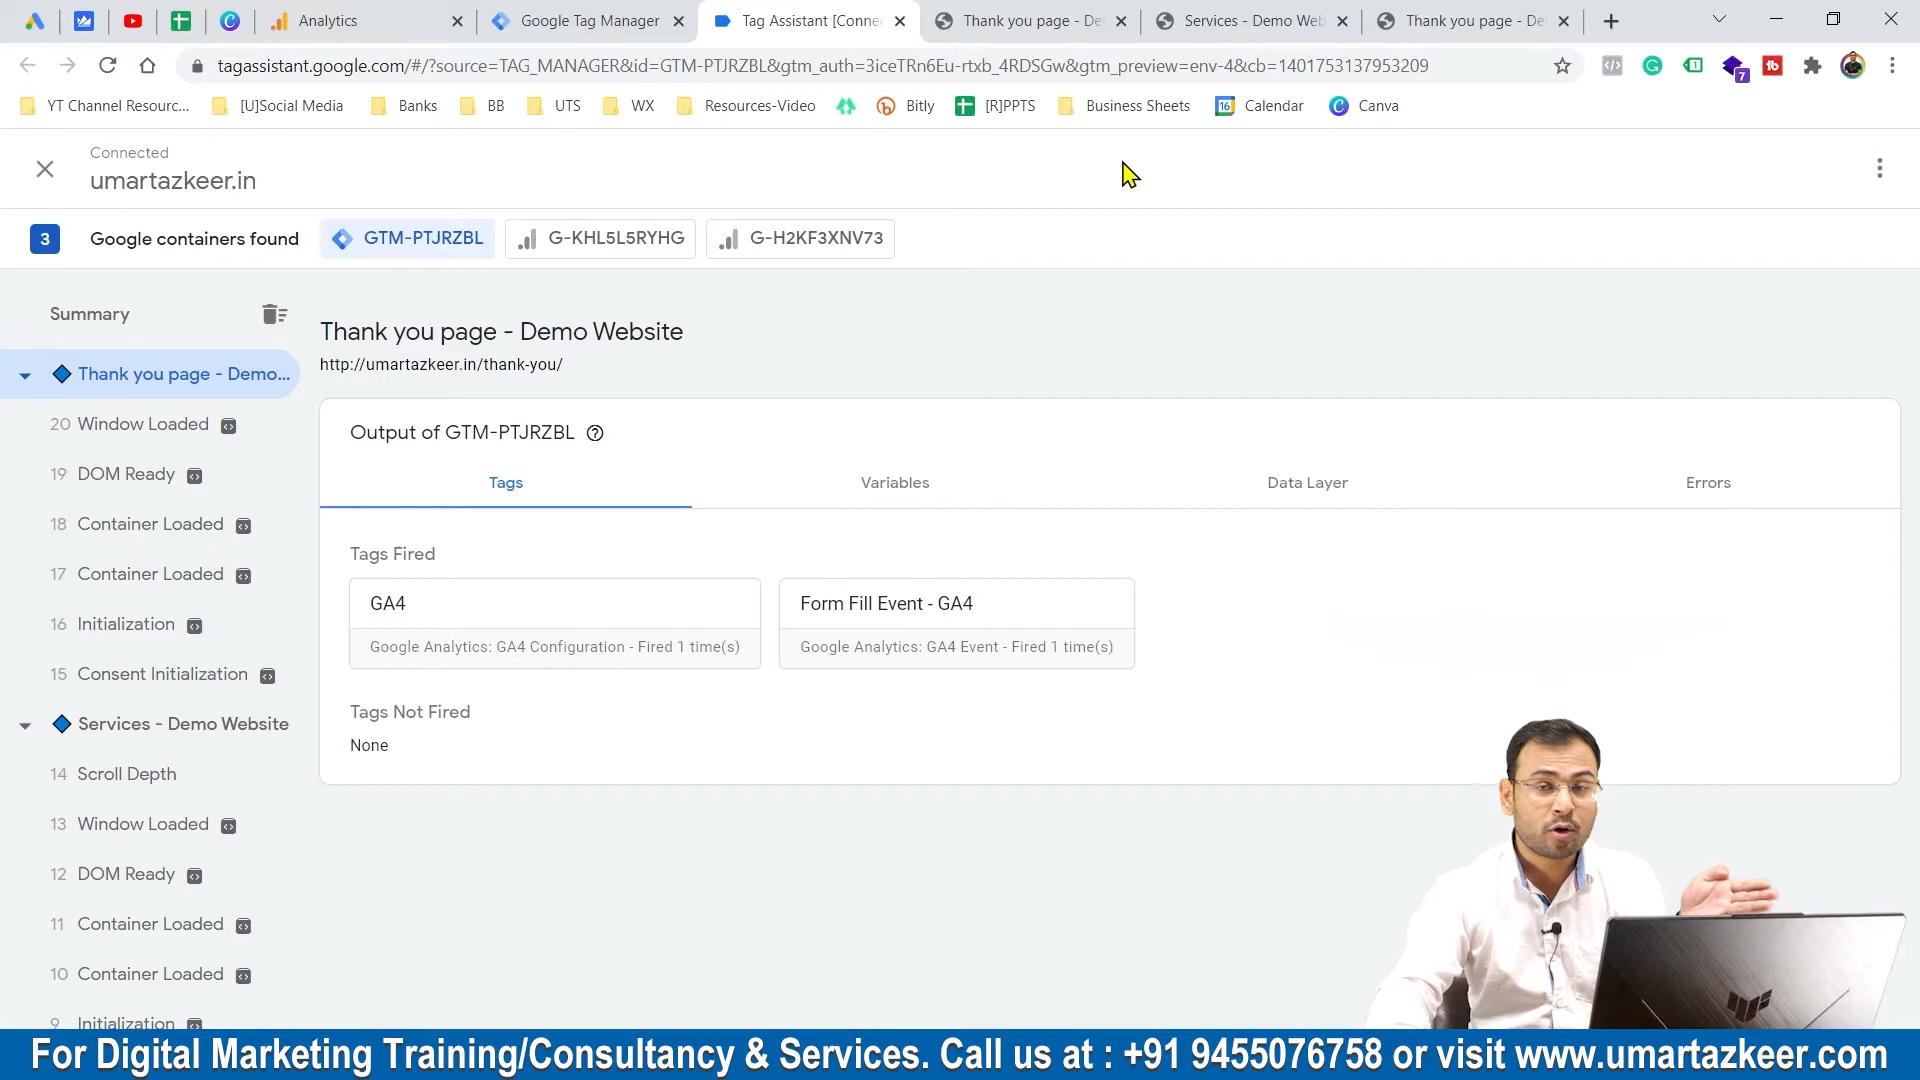 Analytics
Google Tag Manager
Tag Assistant [Conne
Thank you page - De
Services - Demo Web
Thank you page - De
tagassistant.google.com/#/?source=TAG_MANAGER&id=GTM-PTJRZBL&gtm_auth=3iceTRn6Eu-rtxb_4RDSGw&gtm_preview=env-4&cb=1401753137953209
7
YT Channel Resourc...
[U]Social Media
Banks
BB
UTS
WX
Resources-Video
Bitly
[R]PPTS
Business Sheets
16
Calendar
Canva
Connected
umartazkeer.in
3
Google containers found
GTM-PTJRZBL
G-KHL5L5RYHG
G-H2KF3XNV73
Summary
Thank you page - Demo...
20 Window Loaded
19 DOM Ready
18 Container Loaded
17 Container Loaded
16 Initialization
15 Consent Initialization
Services - Demo Website
14 Scroll Depth
13 Window Loaded
12 DOM Ready
11 Container Loaded
10 Container Loaded
9 Initialization
Thank you page - Demo Website
http://umartazkeer.in/thank-you/
Output of GTM-PTJRZBL
Tags
Variables
Data Layer
Errors
Tags Fired
GA4
Google Analytics: GA4 Configuration - Fired 1 time(s)
Form Fill Event - GA4
Google Analytics: GA4 Event - Fired 1 time(s)
Tags Not Fired
None
For Digital Marketing Training/Consultancy & Services. Call us at : +91 9455076758 or visit www.umartazkeer.com